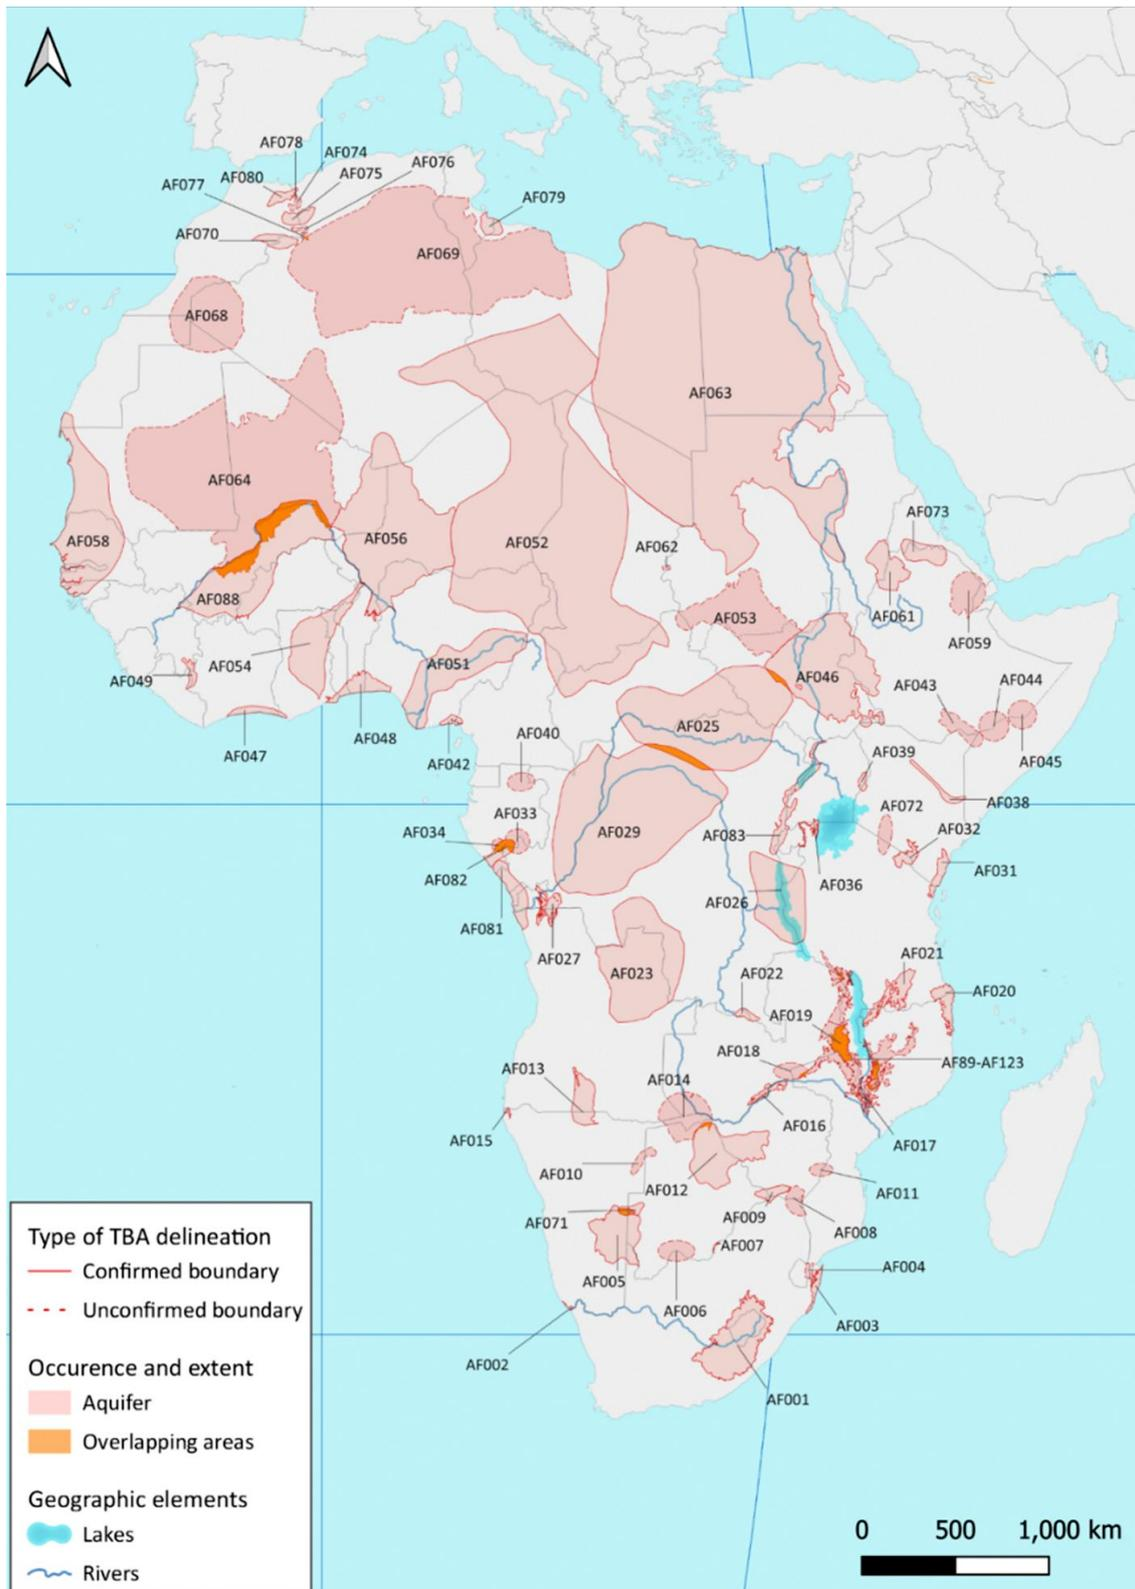 AF078
AF074
AF076
AF080
AF075
AF077
AF079
AF070
AF069
AF068
AF063
AF064
AF073
AF058
AF056
AF052
AF062
AF088
AF053
AF061
AF059
AF054
AF051
AF049
AF046
AF043
AF044
AF025
AF040
AF048
AF047
AF042
AF039
AF045
AF038
AF033
AF072
AF034
AF029
AF083
AF032
AF082
AF036
AF031
AF026
AF081
AF027
AF023
AF022
AF021
AF020
AF019
AF018
AF89-AF123
AF013
AF014
AF015
AF016
AF017
AF010
AF012
AF011
AF071
AF009
AF008
AF007
AF005
AF006
AF004
AF003
AF002
AF001
Type of TBA delineation
Confirmed boundary
Unconfirmed boundary
Occurence and extent
Aquifer
Overlapping areas
Geographic elements
Lakes
Rivers
0 500 1,000 km